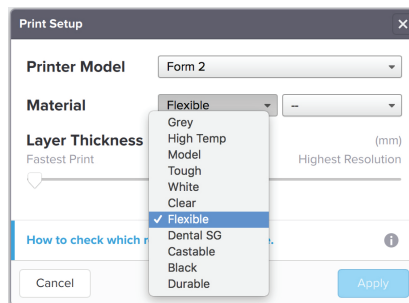 Print Setup
Printer Model
Form 2
Material
Flexible
--
Layer Thickness
(mm)
Fastest Print
Highest Resolution
Grey
High Temp
Model
Tough
White
Clear
✓ Flexible
Dental SG
Castable
Black
Durable
How to check which
Cancel
Apply